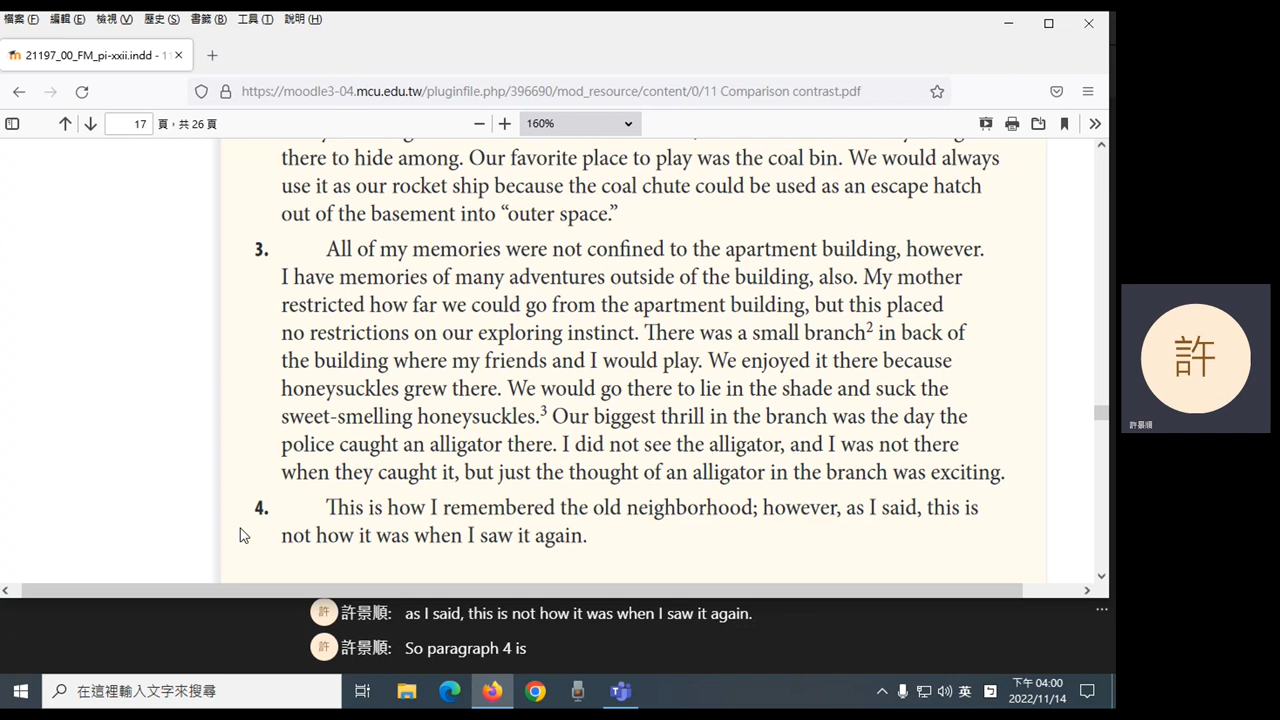 檔案(F) 編輯(E) 檢視(V) 歷史(S) 書籤(B) 工具(T) 說明(H)
21197_00_FM_pi-xxii.indd - 11
https://moodle3-04.mcu.edu.tw/pluginfile.php/396690/mod_resource/content/0/11 Comparison contrast.pdf
17 頁，共 26 頁
160%
there to hide among. Our favorite place to play was the coal bin. We would always
use it as our rocket ship because the coal chute could be used as an escape hatch
out of the basement into “outer space.”
3. All of my memories were not confined to the apartment building, however.
I have memories of many adventures outside of the building, also. My mother
restricted how far we could go from the apartment building, but this placed
no restrictions on our exploring instinct. There was a small branch2 in back of
the building where my friends and I would play. We enjoyed it there because
honeysuckles grew there. We would go there to lie in the shade and suck the
sweet-smelling honeysuckles.3 Our biggest thrill in the branch was the day the
police caught an alligator there. I did not see the alligator, and I was not there
when they caught it, but just the thought of an alligator in the branch was exciting.
4. This is how I remembered the old neighborhood; however, as I said, this is
not how it was when I saw it again.
許
許景順
許 許景順: as I said, this is not how it was when I saw it again.
許 許景順: So paragraph 4 is
在這裡輸入文字來搜尋
英
下午 04:00
2022/11/14